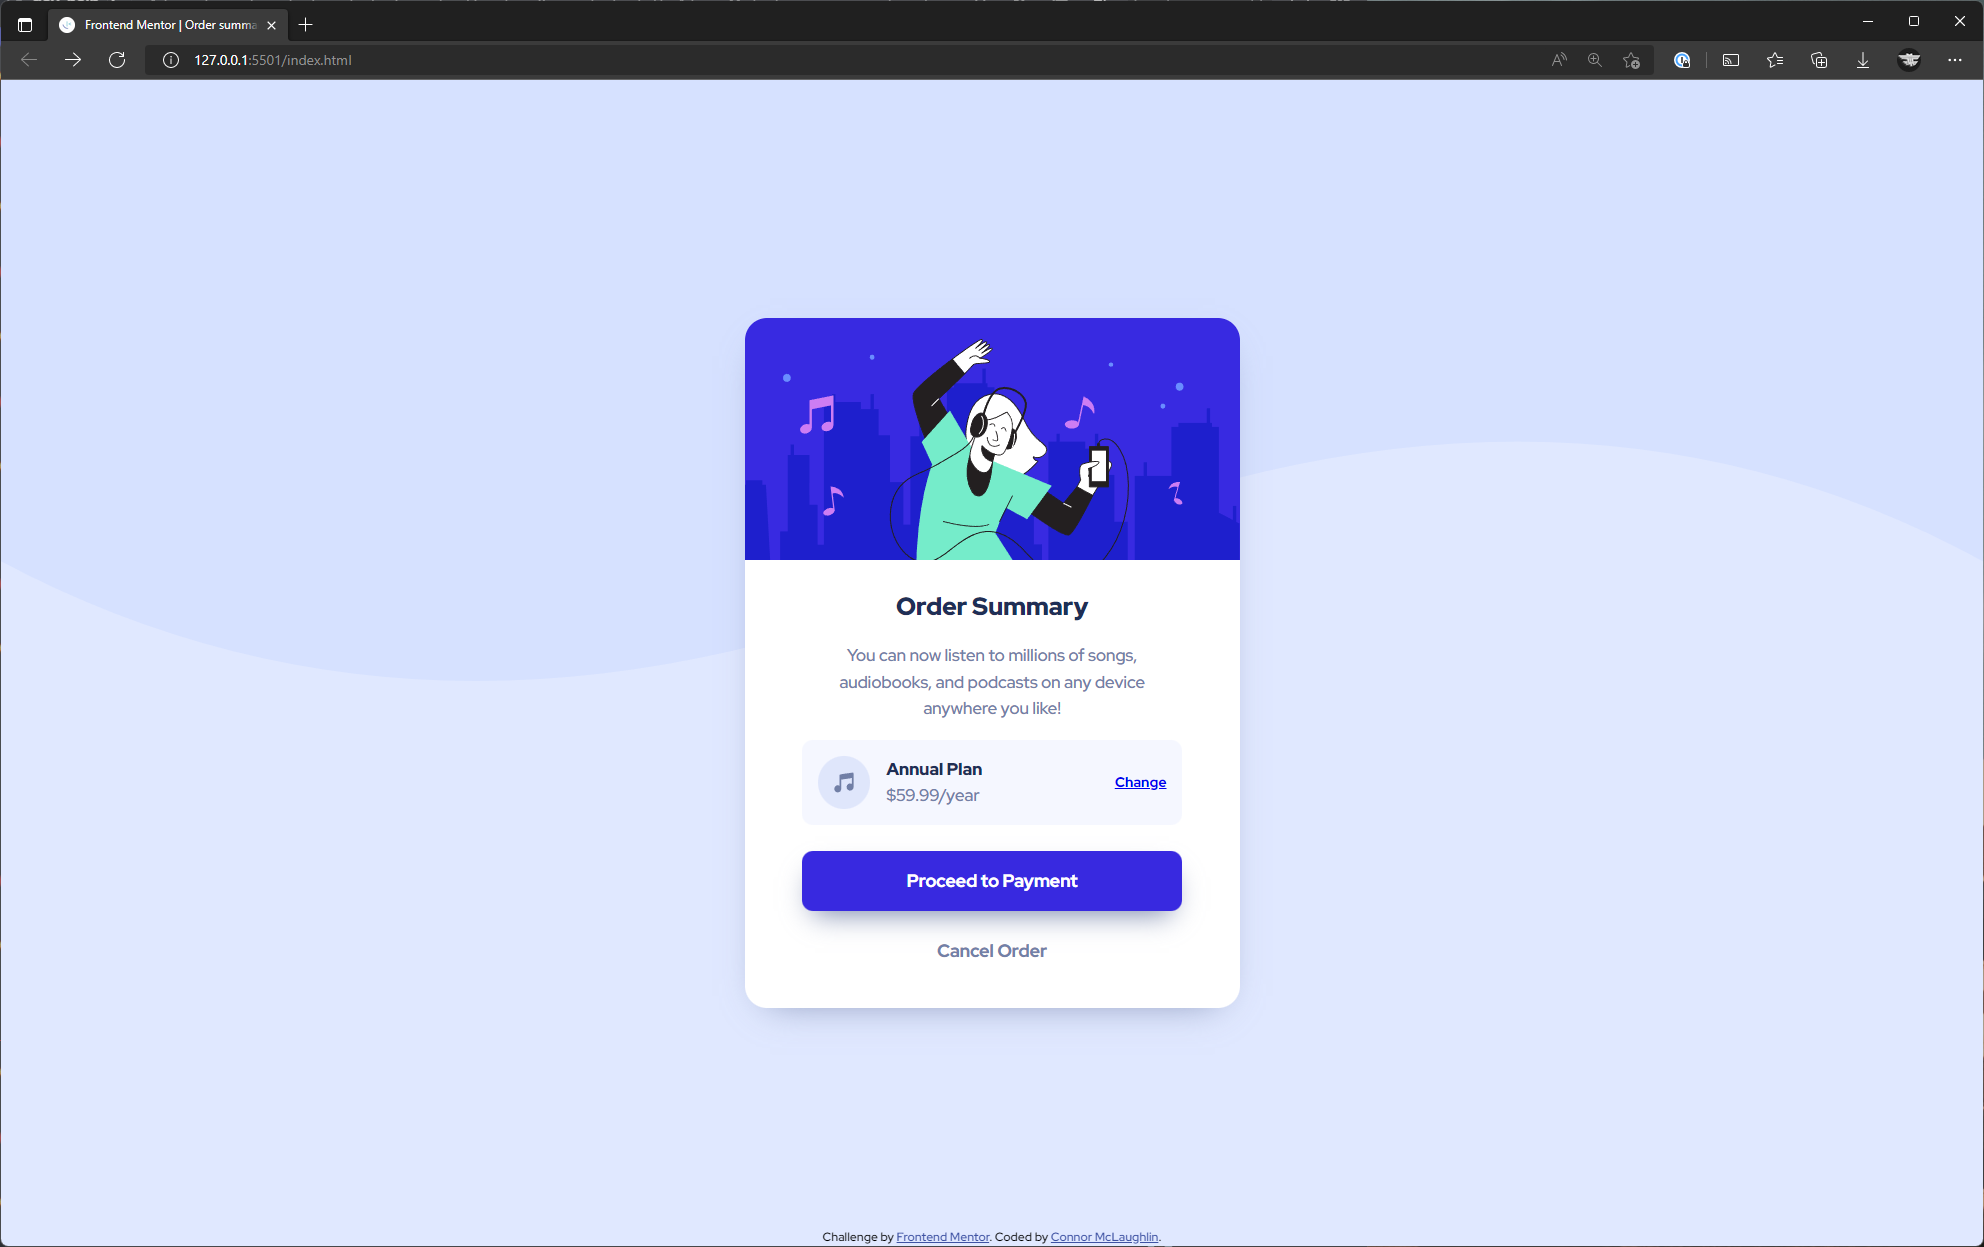 Frontend Mentor | Order summa
127.0.0.1:5501/index.html
Order Summary
You can now listen to millions of songs,
audiobooks, and podcasts on any device
anywhere you like!
Annual Plan
$59.99/year
Change
Proceed to Payment
Cancel Order
Challenge by Frontend Mentor. Coded by Connor McLaughlin.